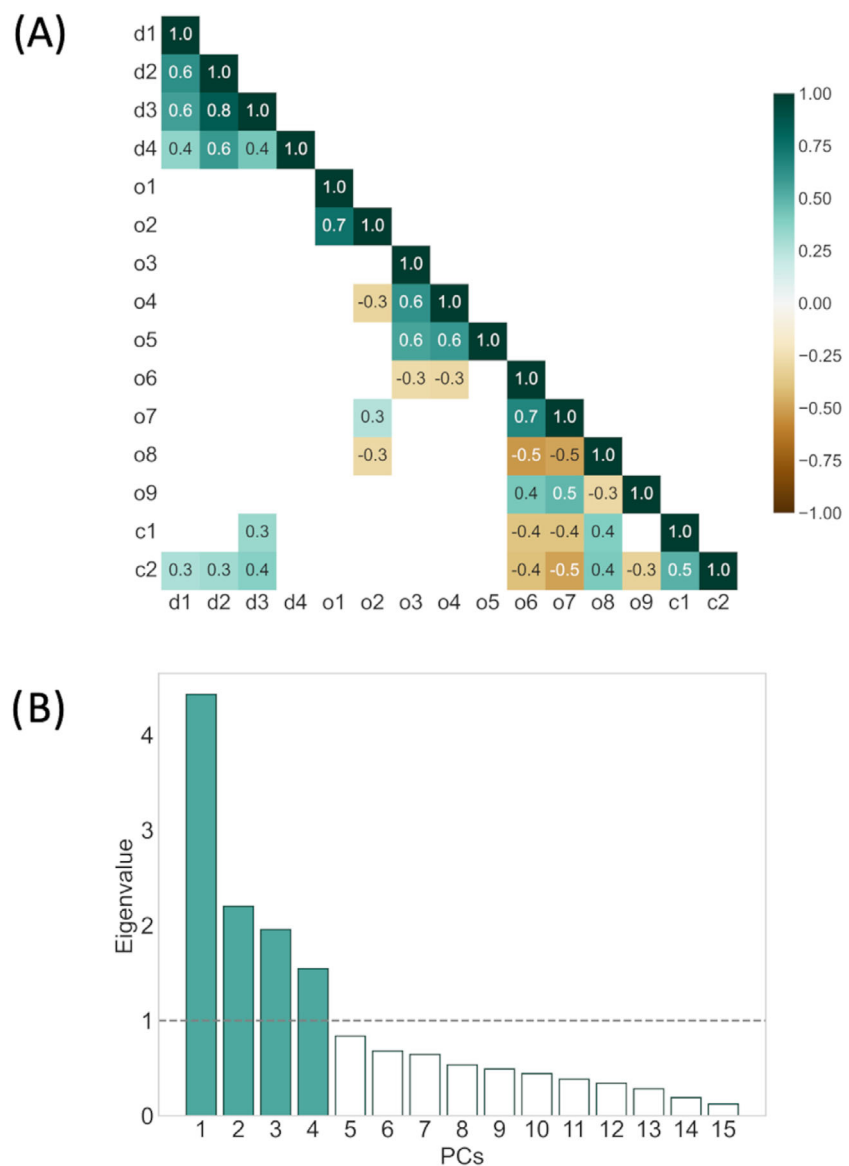 (A)
d1 1.0
d2 0.6 1.0
d3 0.6 0.8 1.0
d4 0.4 0.6 0.4 1.0
o1 1.0
o2 0.7 1.0
o3 1.0
o4 -0.3 0.6 1.0
o5 0.6 0.6 1.0
o6 -0.3 -0.3 1.0
o7 0.3 0.7 1.0
o8 -0.3 -0.5 -0.5 1.0
o9 0.4 0.5 -0.3 1.0
c1 0.3 -0.4 -0.4 0.4 1.0
c2 0.3 0.3 0.4 -0.4 -0.5 0.4 -0.3 0.5 1.0
d1 d2 d3 d4 o1 o2 o3 o4 o5 o6 o7 o8 o9 c1 c2
1.00
0.75
0.50
0.25
0.00
−0.25
−0.50
−0.75
−1.00
(B)
Eigenvalue
4
3
2
1
0
1 2 3 4 5 6 7 8 9 10 11 12 13 14 15
PCs